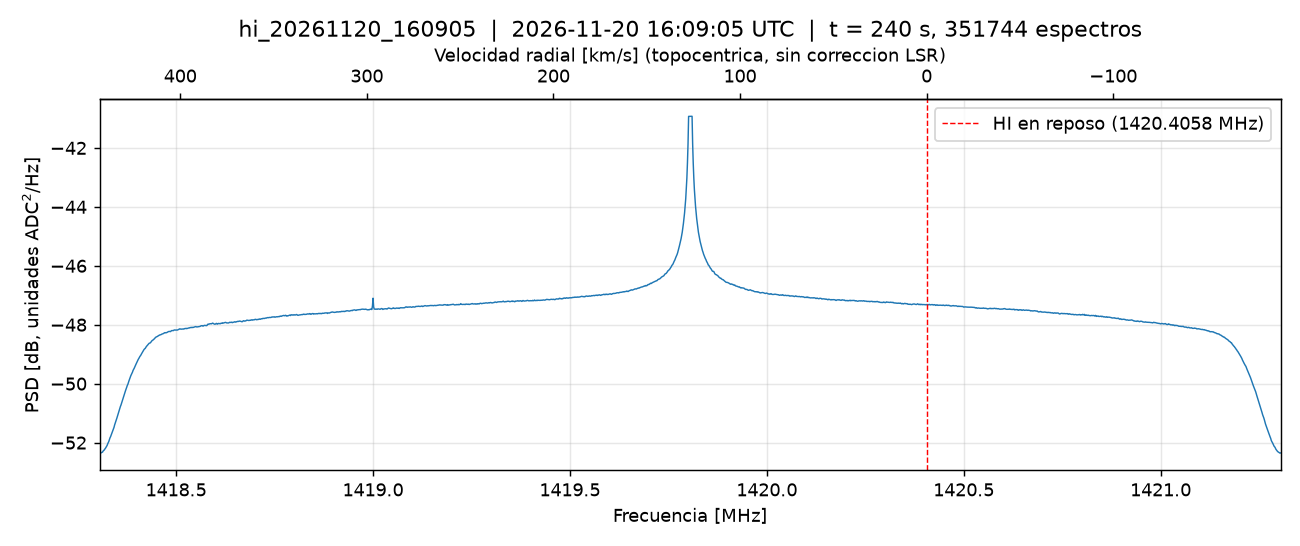 hi_20261120_160905 | 2026-11-20 16:09:05 UTC | t = 240 s, 351744 espectros
Velocidad radial [km/s] (topocentrica, sin correccion LSR)
400 300 200 100 0 −100
HI en reposo (1420.4058 MHz)
PSD [dB, unidades ADC²/Hz]
−42
−44
−46
−48
−50
−52
1418.5 1419.0 1419.5 1420.0 1420.5 1421.0
Frecuencia [MHz]